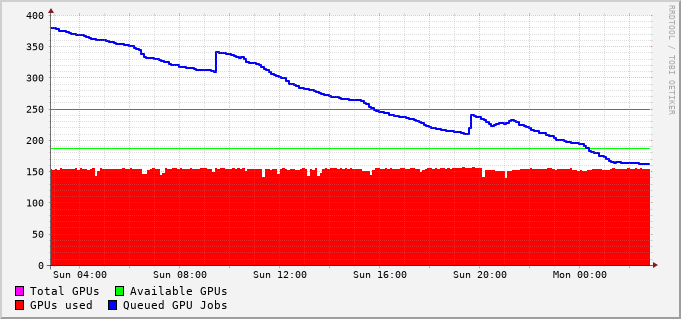 400
350
300
250
200
150
100
50
0
Sun 04:00 Sun 08:00 Sun 12:00 Sun 16:00 Sun 20:00 Mon 00:00
Total GPUs Available GPUs
GPUs used Queued GPU Jobs
RRDTOOL / TOBI OETIKER